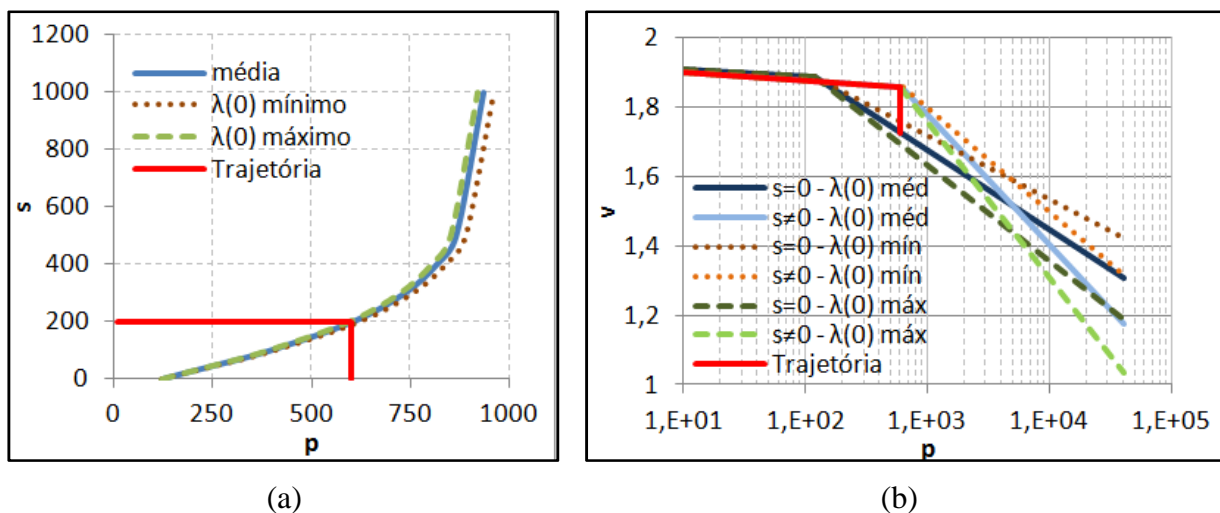 1200
1000
800
600
400
200
0
s
média
λ(0) mínimo
λ(0) máximo
Trajetória
0
250
500
750
1000
p
(a)
2
1,8
1,6
1,4
1,2
1
v
s=0 - λ(0) méd
s≠0 - λ(0) méd
s=0 - λ(0) mín
s≠0 - λ(0) mín
s=0 - λ(0) máx
s≠0 - λ(0) máx
Trajetória
1,E+01
1,E+02
1,E+03
1,E+04
1,E+05
p
(b)